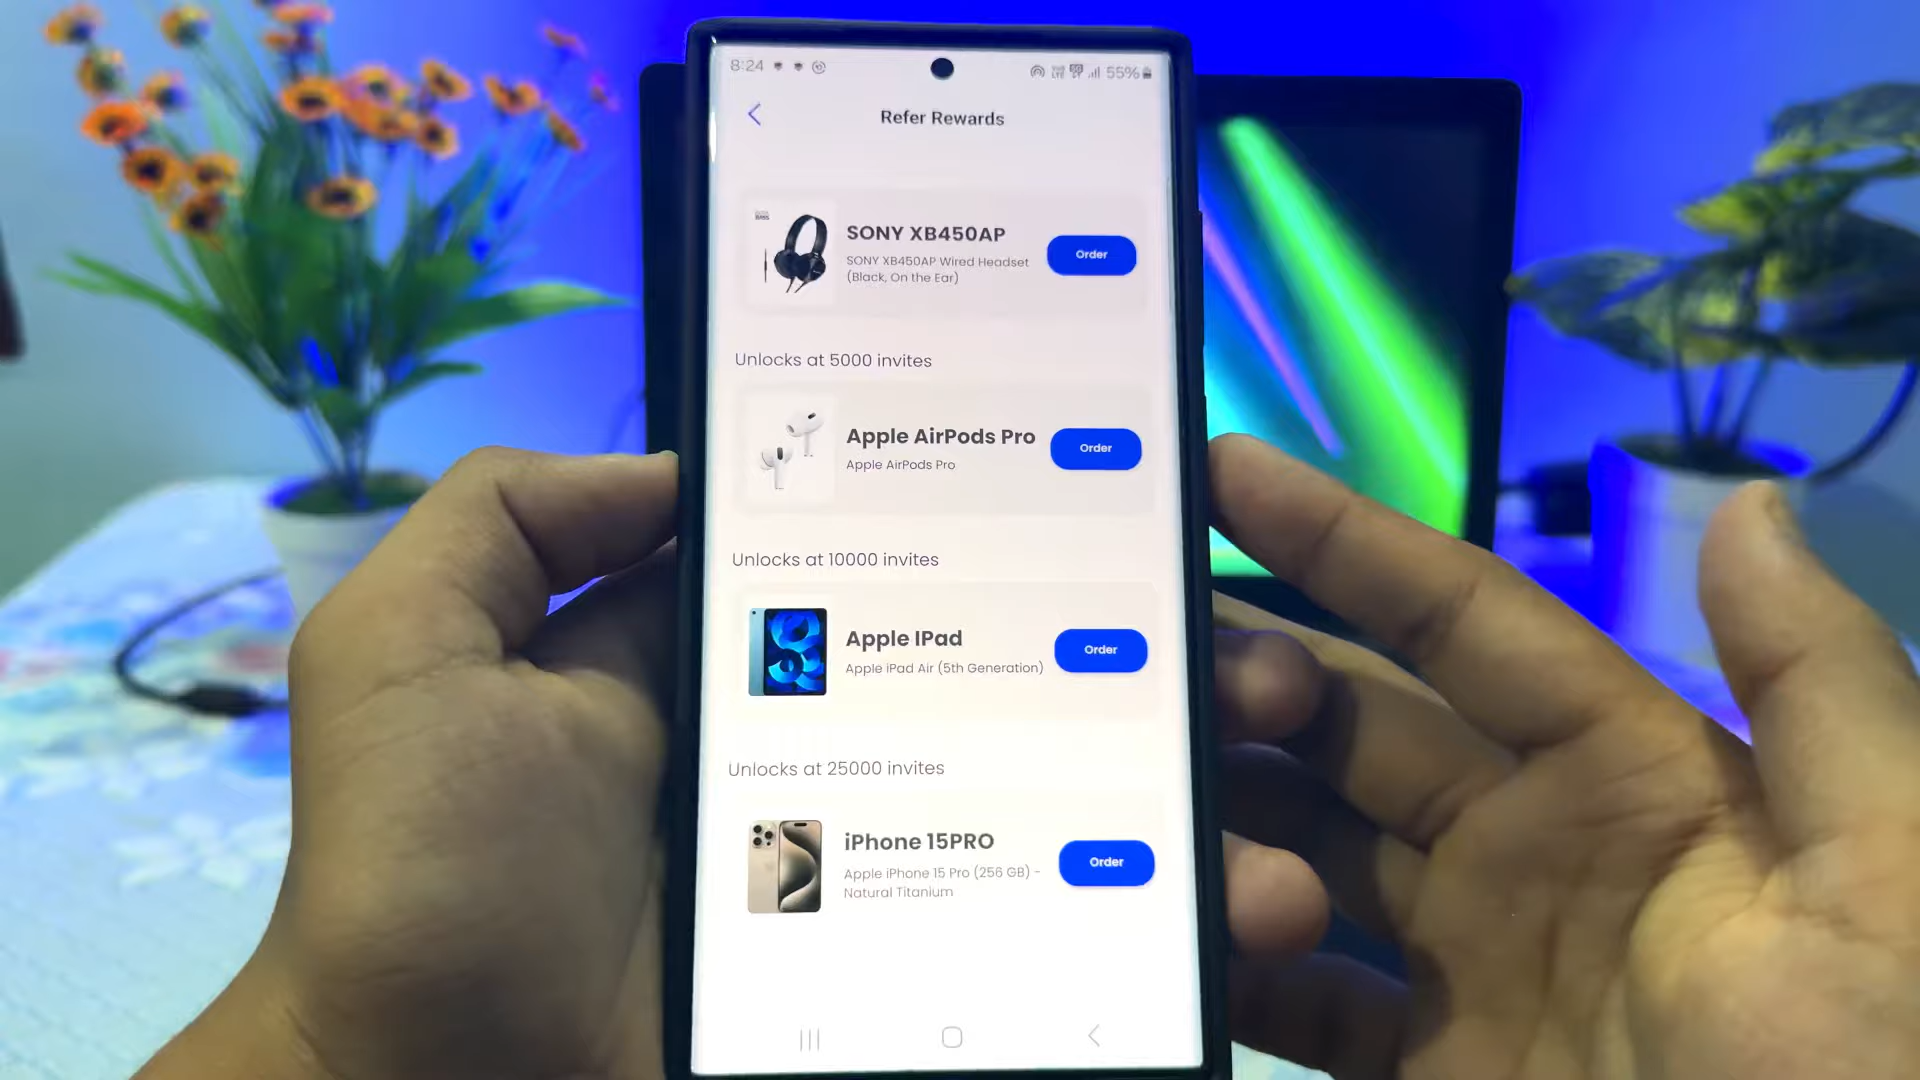 8:24
55%
Refer Rewards
SONY XB450AP
SONY XB450AP Wired Headset
(Black, On the Ear)
Order
Unlocks at 5000 invites
Apple AirPods Pro
Apple AirPods Pro
Order
Unlocks at 10000 invites
Apple IPad
Apple iPad Air (5th Generation)
Order
Unlocks at 25000 invites
iPhone 15PRO
Apple iPhone 15 Pro (256 GB) -
Natural Titanium
Order